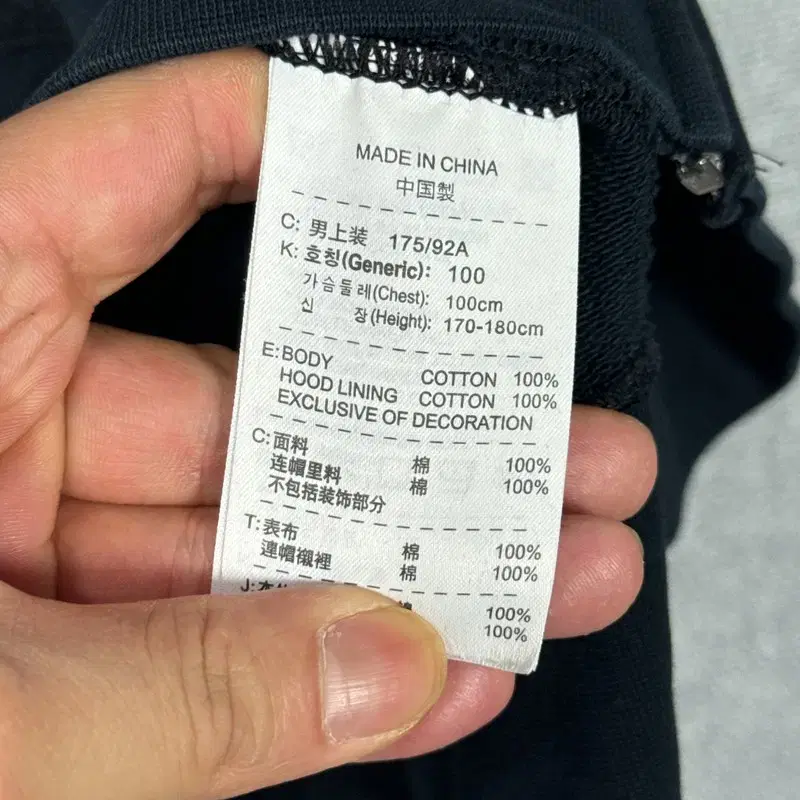 MADE IN CHINA
中国製
C: 男上装 175/92A
K: 호칭(Generic): 100
가슴둘레(Chest): 100cm
신 장(Height): 170-180cm
E: BODY COTTON 100%
HOOD LINING COTTON 100%
EXCLUSIVE OF DECORATION
C: 面料 棉 100%
连帽里料 棉 100%
不包括装饰部分
T: 表布 棉 100%
連帽襯裡 棉 100%
J: 100%
100%